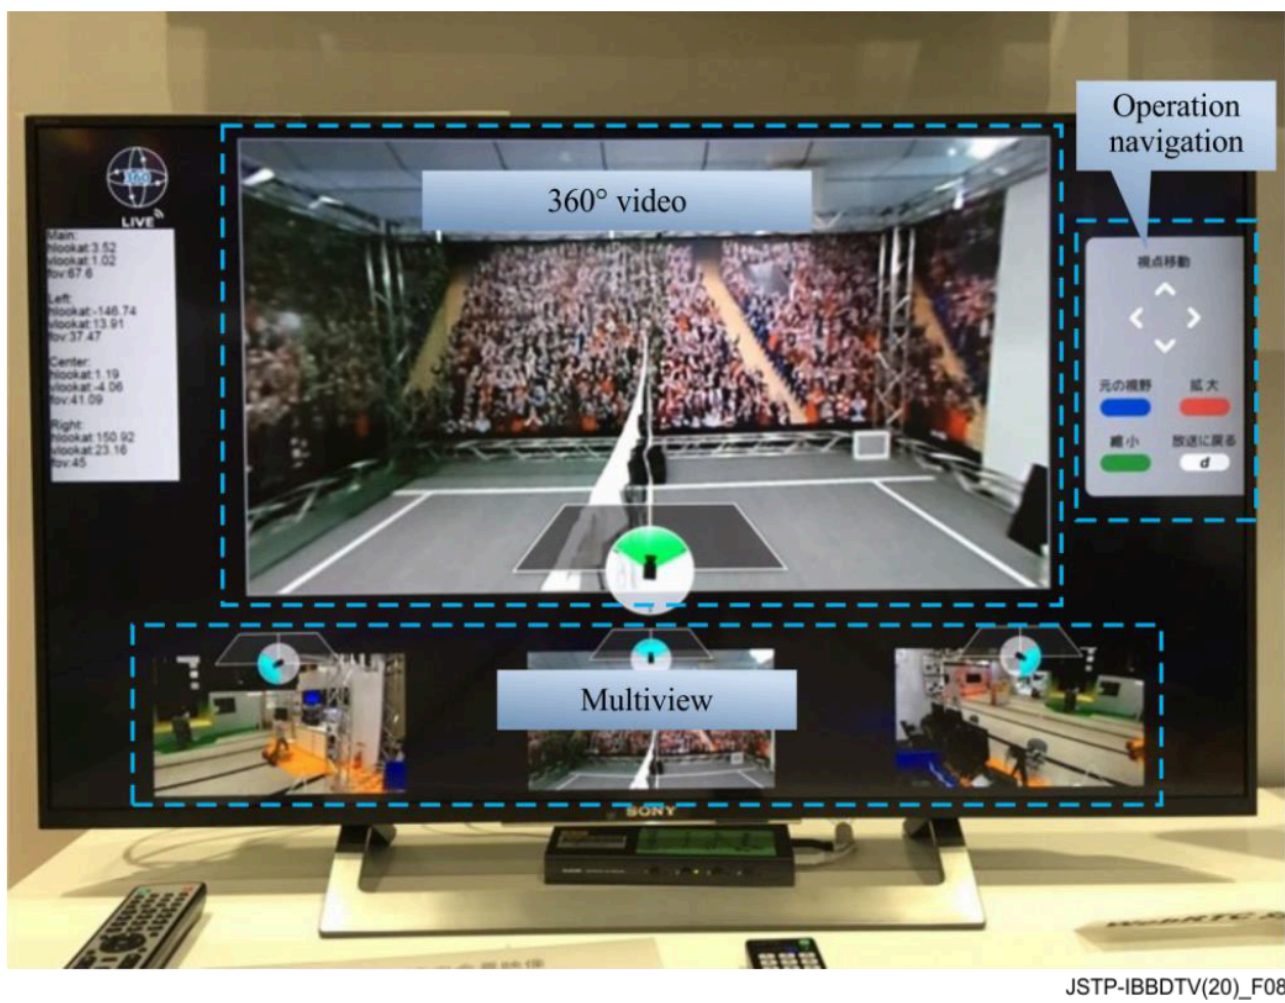 Operation
navigation
360° video
360
LIVE
Main:
hlookat:3.52
vlookat:1.02
fov:67.6
Left:
hlookat:-146.74
vlookat:13.91
fov:37.47
Center:
hlookat:1.19
vlookat:-4.06
fov:41.09
Right:
hlookat:150.92
vlookat:23.16
fov:45
視点移動
元の視野
拡大
縮小
放送に戻る
d
Multiview
SONY
WebRTC
JSTP-IBBDTV(20)_F08